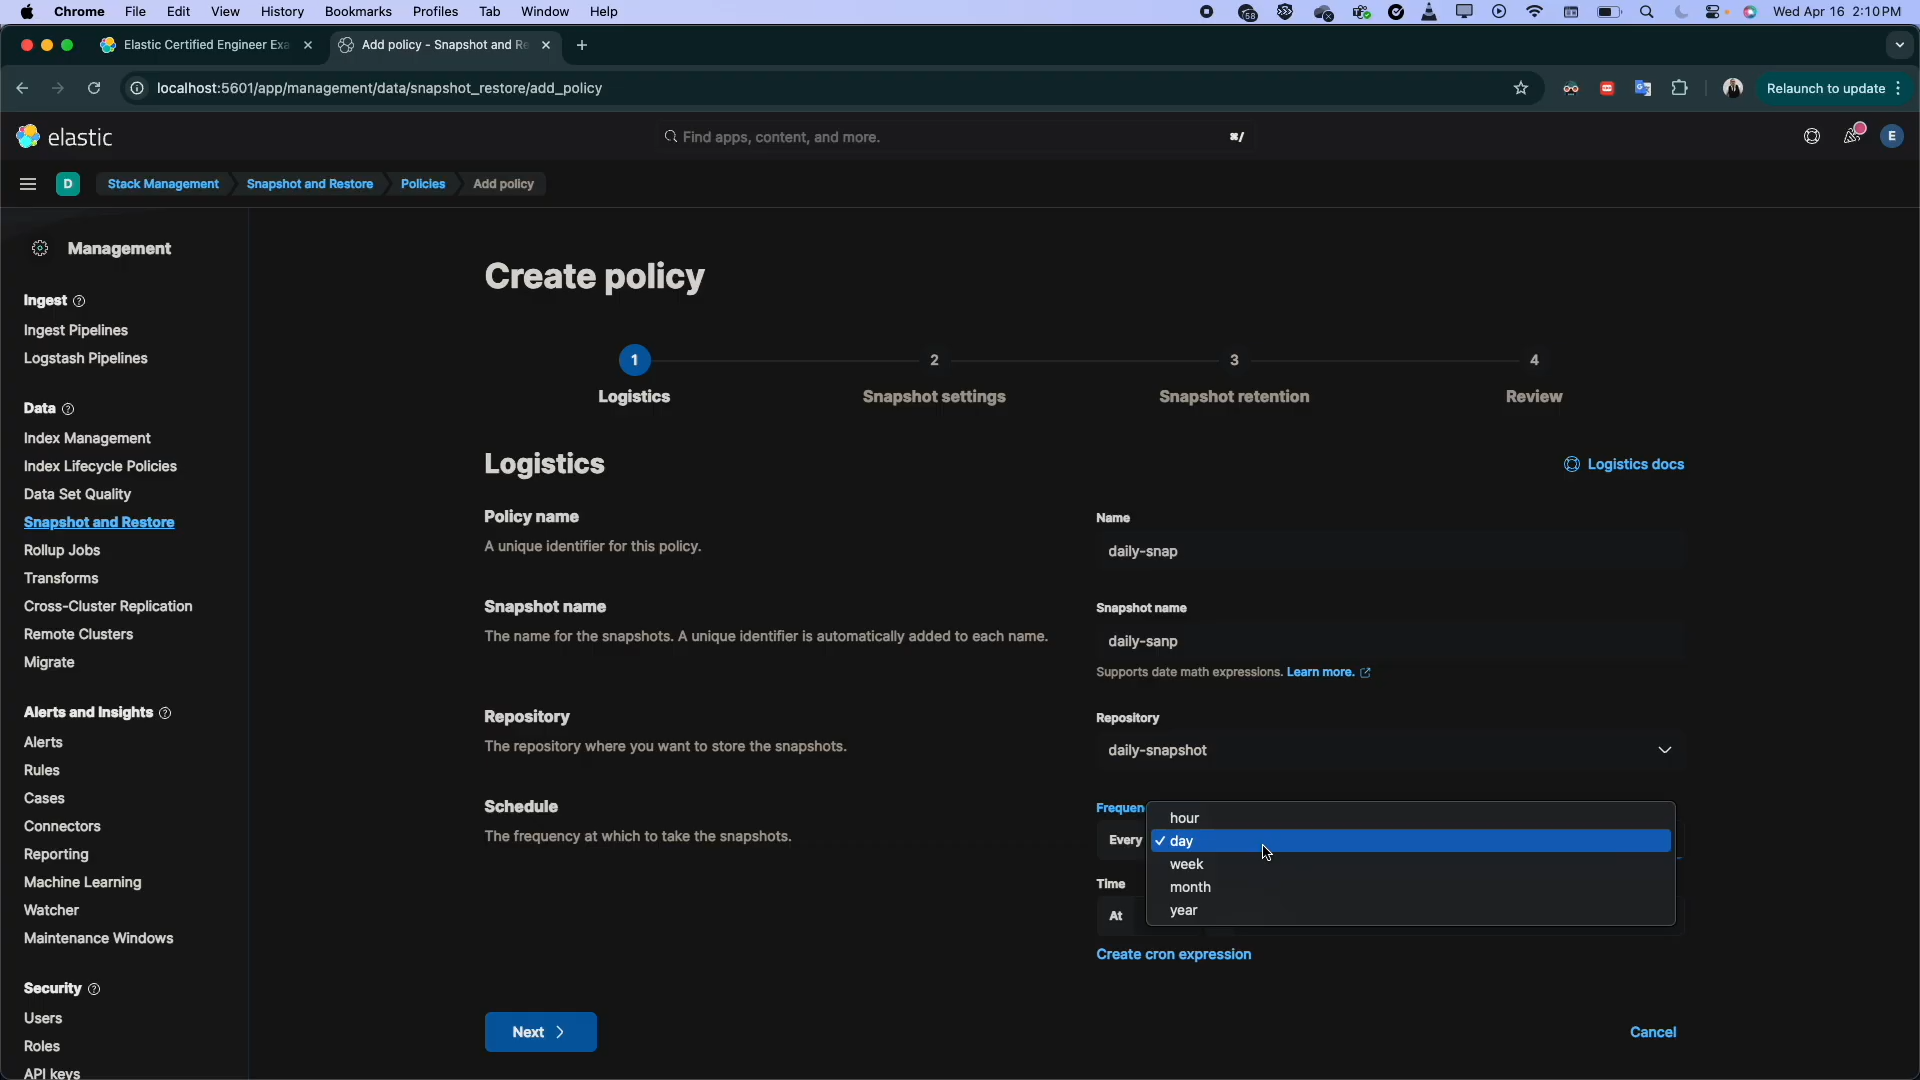 Chrome File Edit View History Bookmarks Profiles Tab Window Help
58
Wed Apr 16 2:10 PM
Elastic Certified Engineer Exa
Add policy - Snapshot and Re
localhost:5601/app/management/data/snapshot_restore/add_policy
Relaunch to update
elastic
Find apps, content, and more.
⌘/
E
D
Stack Management
Snapshot and Restore
Policies
Add policy
Management
Ingest
Ingest Pipelines
Logstash Pipelines
Data
Index Management
Index Lifecycle Policies
Data Set Quality
Snapshot and Restore
Rollup Jobs
Transforms
Cross-Cluster Replication
Remote Clusters
Migrate
Alerts and Insights
Alerts
Rules
Cases
Connectors
Reporting
Machine Learning
Watcher
Maintenance Windows
Security
Users
Roles
API keys
Create policy
1
Logistics
2
Snapshot settings
3
Snapshot retention
4
Review
Logistics
Logistics docs
Policy name
A unique identifier for this policy.
Name
daily-snap
Snapshot name
The name for the snapshots. A unique identifier is automatically added to each name.
Snapshot name
daily-sanp
Supports date math expressions. Learn more.
Repository
The repository where you want to store the snapshots.
Repository
daily-snapshot
Schedule
The frequency at which to take the snapshots.
Frequen
Every
hour
day
week
month
year
Time
At
Create cron expression
Next
Cancel